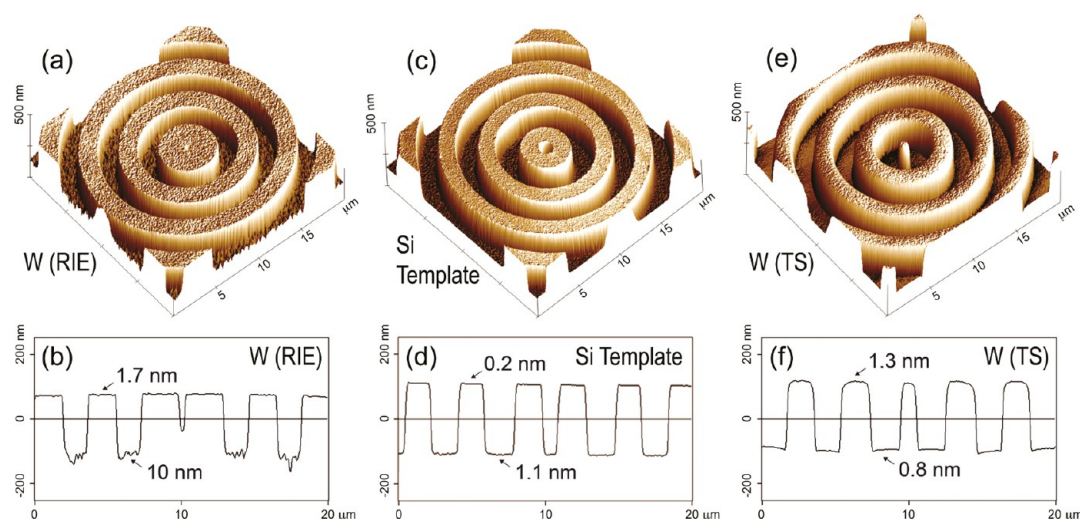 (a)
500 nm
W (RIE)
5
10
15
μm
(c)
500 nm
Si
Template
5
10
15
μm
(e)
500 nm
W (TS)
5
10
15
μm
(b)
W (RIE)
200 nm
0
-200
1.7 nm
10 nm
0
10
20 μm
(d)
Si Template
200 nm
0
-200
0.2 nm
1.1 nm
0
10
20 μm
(f)
W (TS)
200 nm
0
-200
1.3 nm
0.8 nm
0
10
20 μm